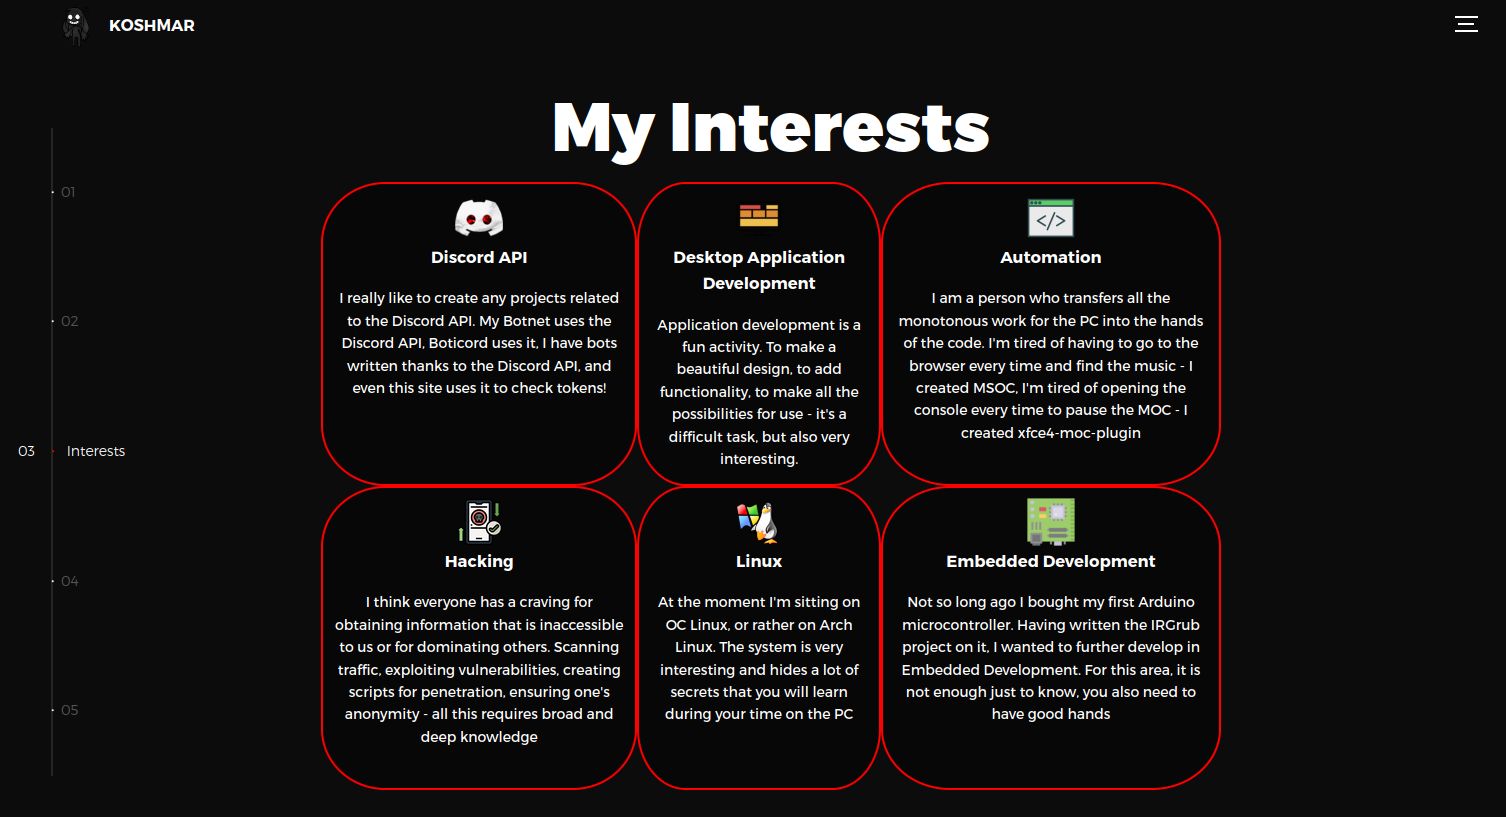 KOSHMAR
My Interests
01
02
03 Interests
04
05
Discord API
I really like to create any projects related
to the Discord API. My Botnet uses the
Discord API, Boticord uses it, I have bots
written thanks to the Discord API, and
even this site uses it to check tokens!
Desktop Application
Development
Application development is a
fun activity. To make a
beautiful design, to add
functionality, to make all the
possibilities for use - it's a
difficult task, but also very
interesting.
</>
Automation
I am a person who transfers all the
monotonous work for the PC into the hands
of the code. I'm tired of having to go to the
browser every time and find the music - I
created MSOC, I'm tired of opening the
console every time to pause the MOC - I
created xfce4-moc-plugin
Hacking
I think everyone has a craving for
obtaining information that is inaccessible
to us or for dominating others. Scanning
traffic, exploiting vulnerabilities, creating
scripts for penetration, ensuring one's
anonymity - all this requires broad and
deep knowledge
Linux
At the moment I'm sitting on
OC Linux, or rather on Arch
Linux. The system is very
interesting and hides a lot of
secrets that you will learn
during your time on the PC
Embedded Development
Not so long ago I bought my first Arduino
microcontroller. Having written the IRGrub
project on it, I wanted to further develop in
Embedded Development. For this area, it is
not enough just to know, you also need to
have good hands